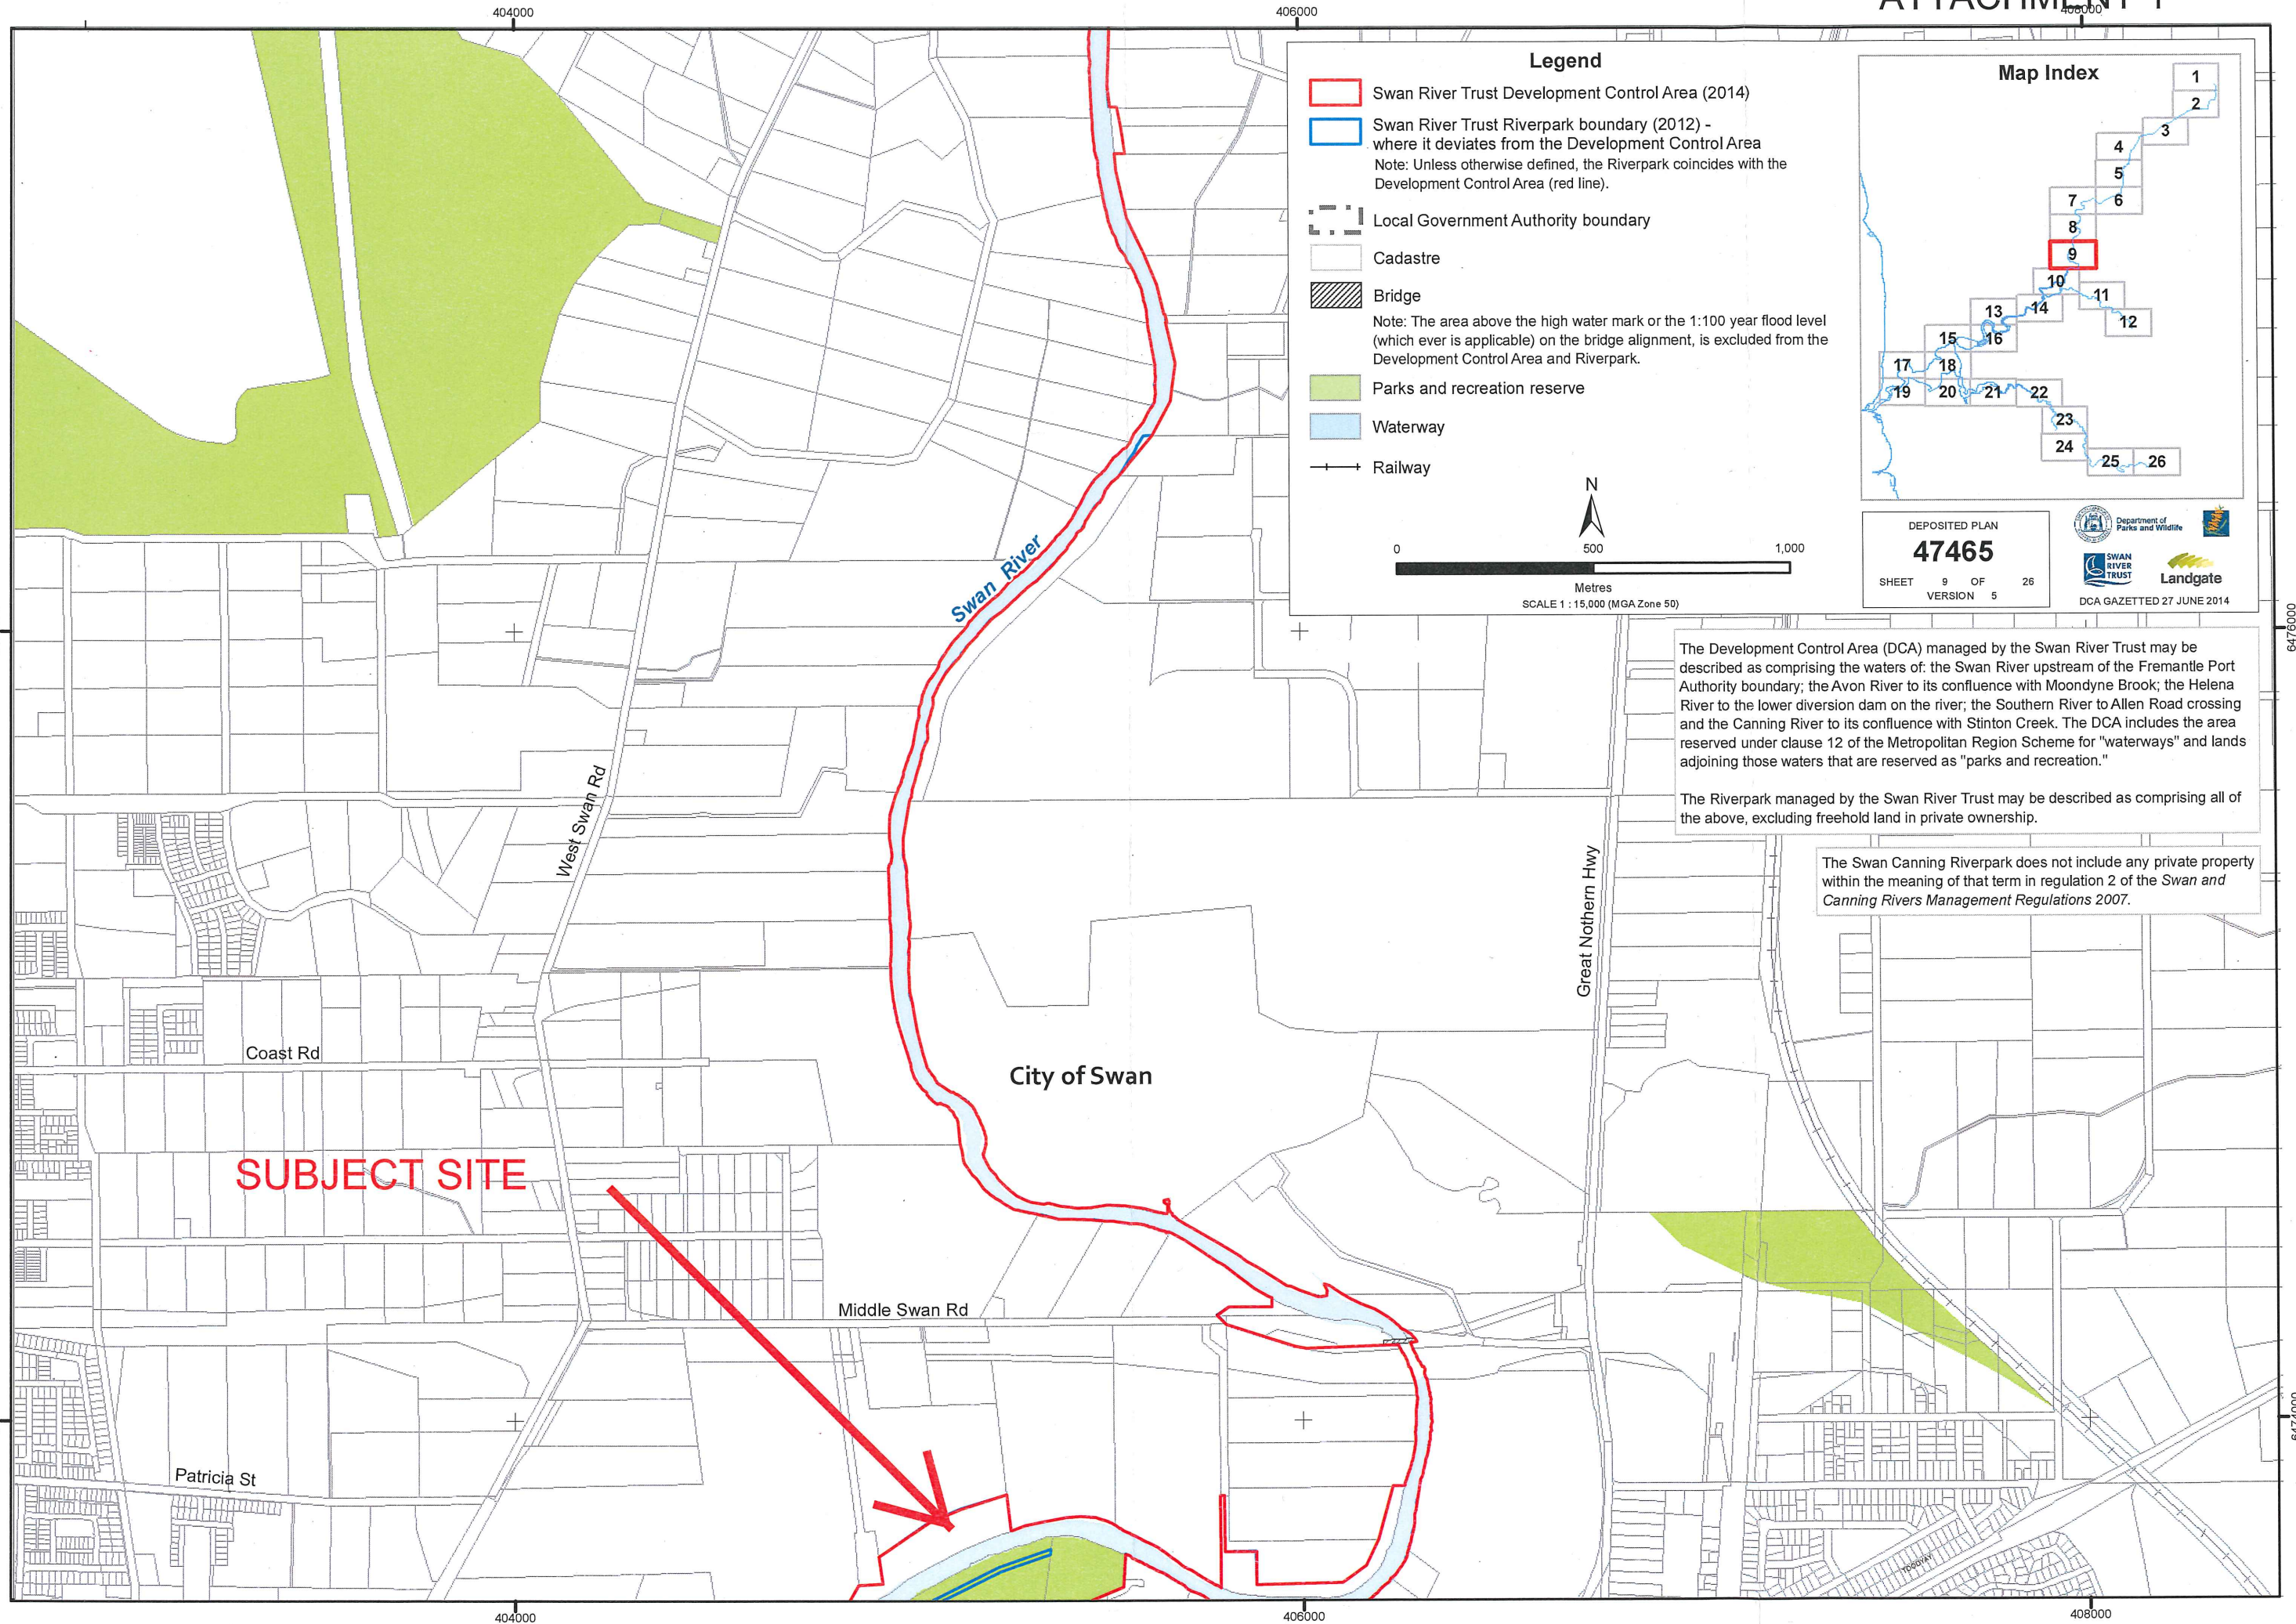 ATTACHMENT 1
404000
406000
408000
Legend
Swan River Trust Development Control Area (2014)
Swan River Trust Riverpark boundary (2012) -
where it deviates from the Development Control Area
Note: Unless otherwise defined, the Riverpark coincides with the
Development Control Area (red line).
Local Government Authority boundary
Cadastre
Bridge
Note: The area above the high water mark or the 1:100 year flood level
(which ever is applicable) on the bridge alignment, is excluded from the
Development Control Area and Riverpark.
Parks and recreation reserve
Waterway
Railway
N
0 500 1,000
Metres
SCALE 1 : 15,000 (MGA Zone 50)
Map Index
1
2
3
4
5
7 6
8
9
10
11
13 14
12
15 16
17 18
19 20 21 22
23
24
25 26
DEPOSITED PLAN
47465
SHEET 9 OF 26
VERSION 5
Department of
Parks and Wildlife
SWAN
RIVER
TRUST
Landgate
DCA GAZETTED 27 JUNE 2014
6476000
The Development Control Area (DCA) managed by the Swan River Trust may be
described as comprising the waters of: the Swan River upstream of the Fremantle Port
Authority boundary; the Avon River to its confluence with Moondyne Brook; the Helena
River to the lower diversion dam on the river; the Southern River to Allen Road crossing
and the Canning River to its confluence with Stinton Creek. The DCA includes the area
reserved under clause 12 of the Metropolitan Region Scheme for "waterways" and lands
adjoining those waters that are reserved as "parks and recreation."
The Riverpark managed by the Swan River Trust may be described as comprising all of
the above, excluding freehold land in private ownership.
The Swan Canning Riverpark does not include any private property
within the meaning of that term in regulation 2 of the Swan and
Canning Rivers Management Regulations 2007.
Swan River
West Swan Rd
Great Nothern Hwy
Coast Rd
City of Swan
SUBJECT SITE
Middle Swan Rd
6474000
Patricia St
TOODYAY
404000
406000
408000